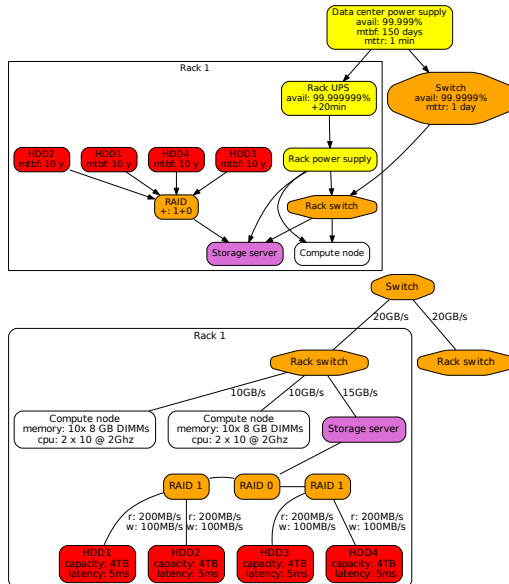 Data center power supply
avail: 99.999%
mtbf: 150 days
mttr: 1 min
Rack 1
Rack UPS
avail: 99.999999%
+20min
Switch
avail: 99.9999%
mttr: 1 day
HDD2
mtbf: 10 y
HDD1
mtbf: 10 y
HDD4
mtbf: 10 y
HDD3
mtbf: 10 y
Rack power supply
RAID
+: 1+0
Rack switch
Storage server
Compute node
Switch
20GB/s
20GB/s
Rack 1
Rack switch
Rack switch
10GB/s
10GB/s
15GB/s
Compute node
memory: 10x 8 GB DIMMs
cpu: 2 x 10 @ 2Ghz
Compute node
memory: 10x 8 GB DIMMs
cpu: 2 x 10 @ 2Ghz
Storage server
RAID 1
RAID 0
RAID 1
r: 200MB/s
w: 100MB/s
r: 200MB/s
w: 100MB/s
r: 200MB/s
w: 100MB/s
r: 200MB/s
w: 100MB/s
HDD1
capacity: 4TB
latency: 5ms
HDD2
capacity: 4TB
latency: 5ms
HDD3
capacity: 4TB
latency: 5ms
HDD4
capacity: 4TB
latency: 5ms